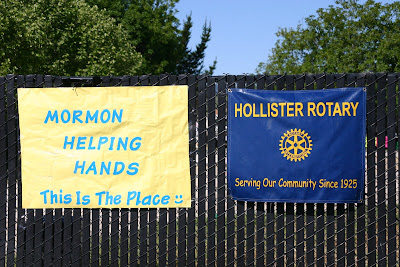 MORMON
HELPING
HANDS
This Is The Place
HOLLISTER ROTARY
Serving Our Community Since 1925